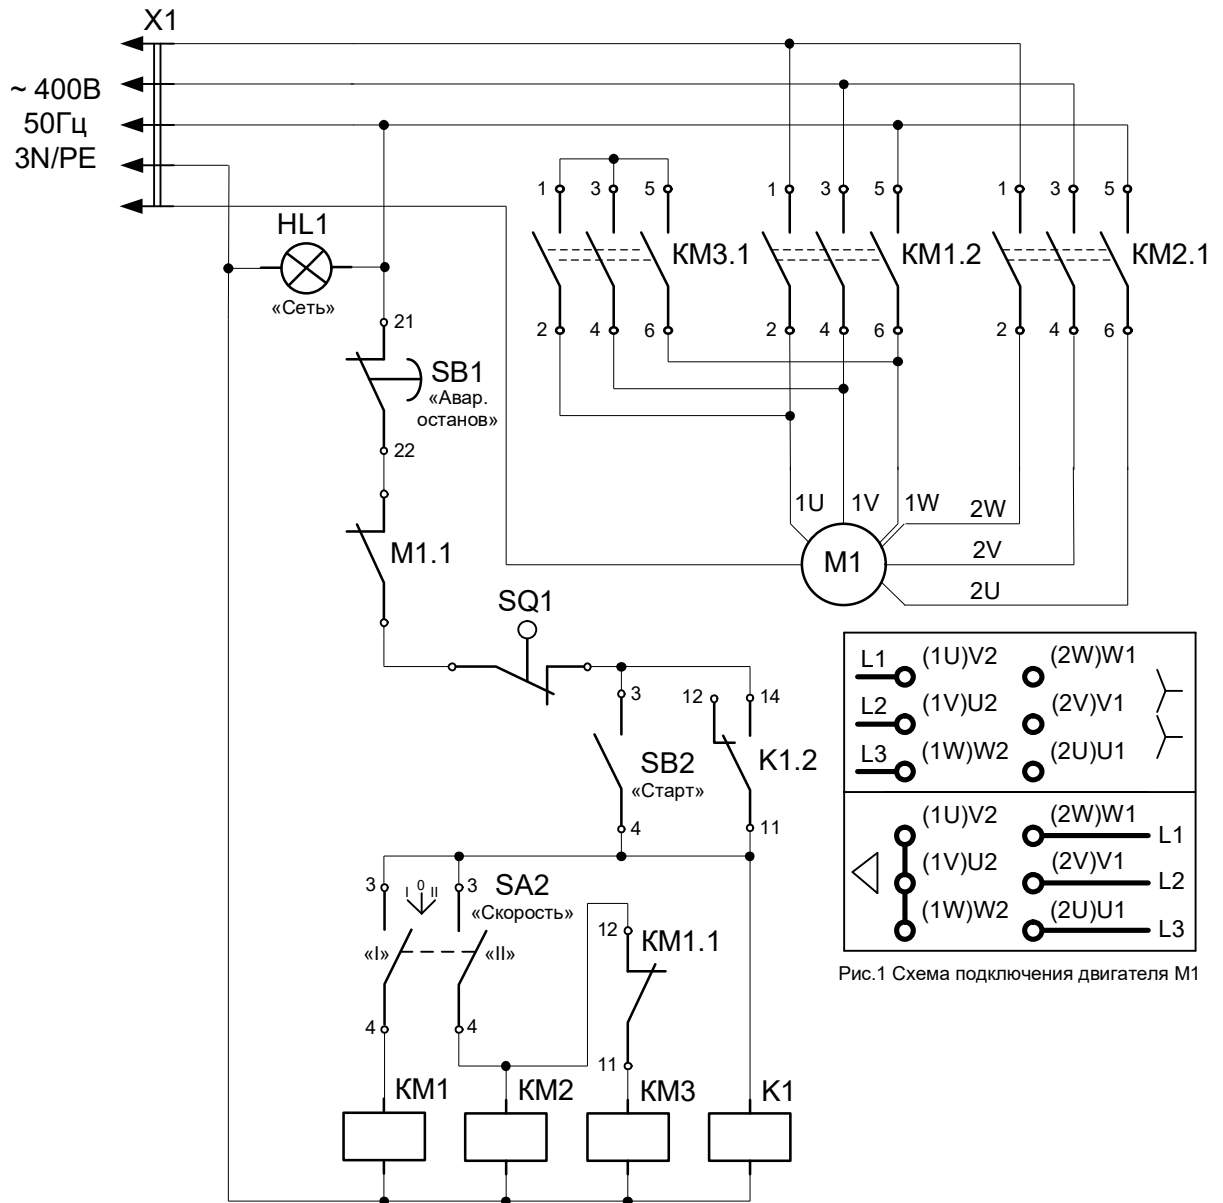 X1
~ 400В
50Гц
3N/PE
HL1
«Сеть»
1 3 5 1 3 5 1 3 5
KM3.1 KM1.2 KM2.1
2 4 6 2 4 6 2 4 6
21
SB1
«Авар.
останов»
22
M1.1
1U 1V 1W 2W
M1
2V
2U
SQ1
3 12 14
SB2
«Старт»
K1.2
4 11
3 I 0 II 3
SA2
«Скорость»
«I» «II»
12
KM1.1
4 4
11
KM1 KM2 KM3 K1
L1 (1U)V2 (2W)W1
L2 (1V)U2 (2V)V1
L3 (1W)W2 (2U)U1
(1U)V2 (2W)W1 L1
(1V)U2 (2V)V1 L2
(1W)W2 (2U)U1 L3
Рис.1 Схема подключения двигателя М1